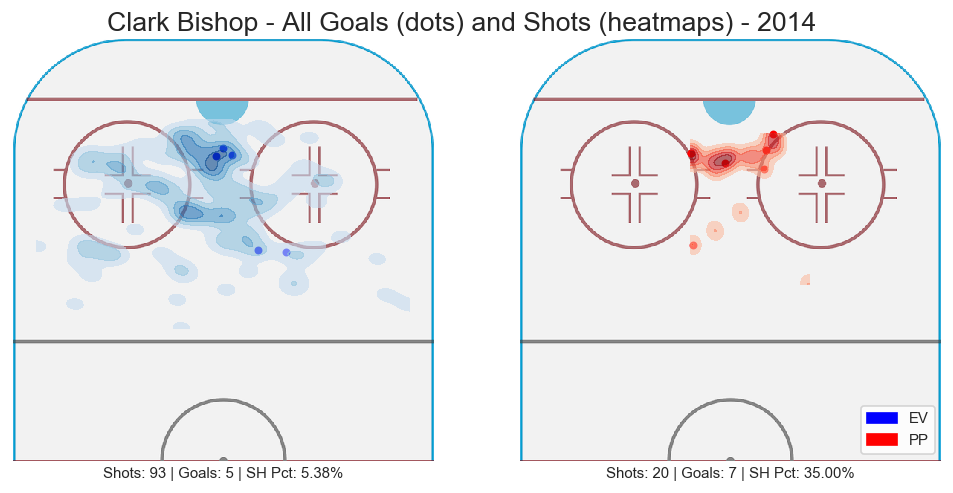 Clark Bishop - All Goals (dots) and Shots (heatmaps) - 2014
EV
PP
Shots: 93 | Goals: 5 | SH Pct: 5.38%
Shots: 20 | Goals: 7 | SH Pct: 35.00%